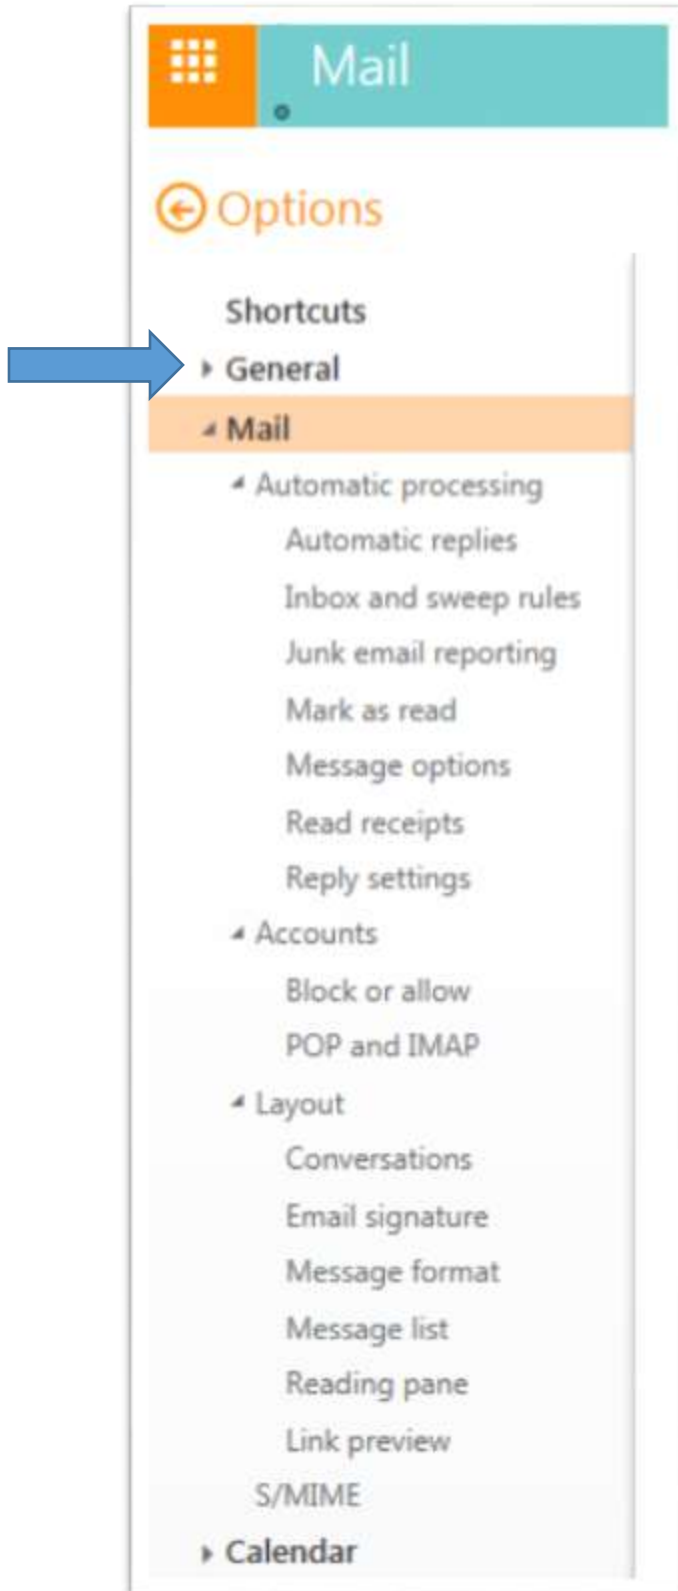 Mail
Options
Shortcuts
General
Mail
Automatic processing
Automatic replies
Inbox and sweep rules
Junk email reporting
Mark as read
Message options
Read receipts
Reply settings
Accounts
Block or allow
POP and IMAP
Layout
Conversations
Email signature
Message format
Message list
Reading pane
Link preview
S/MIME
Calendar